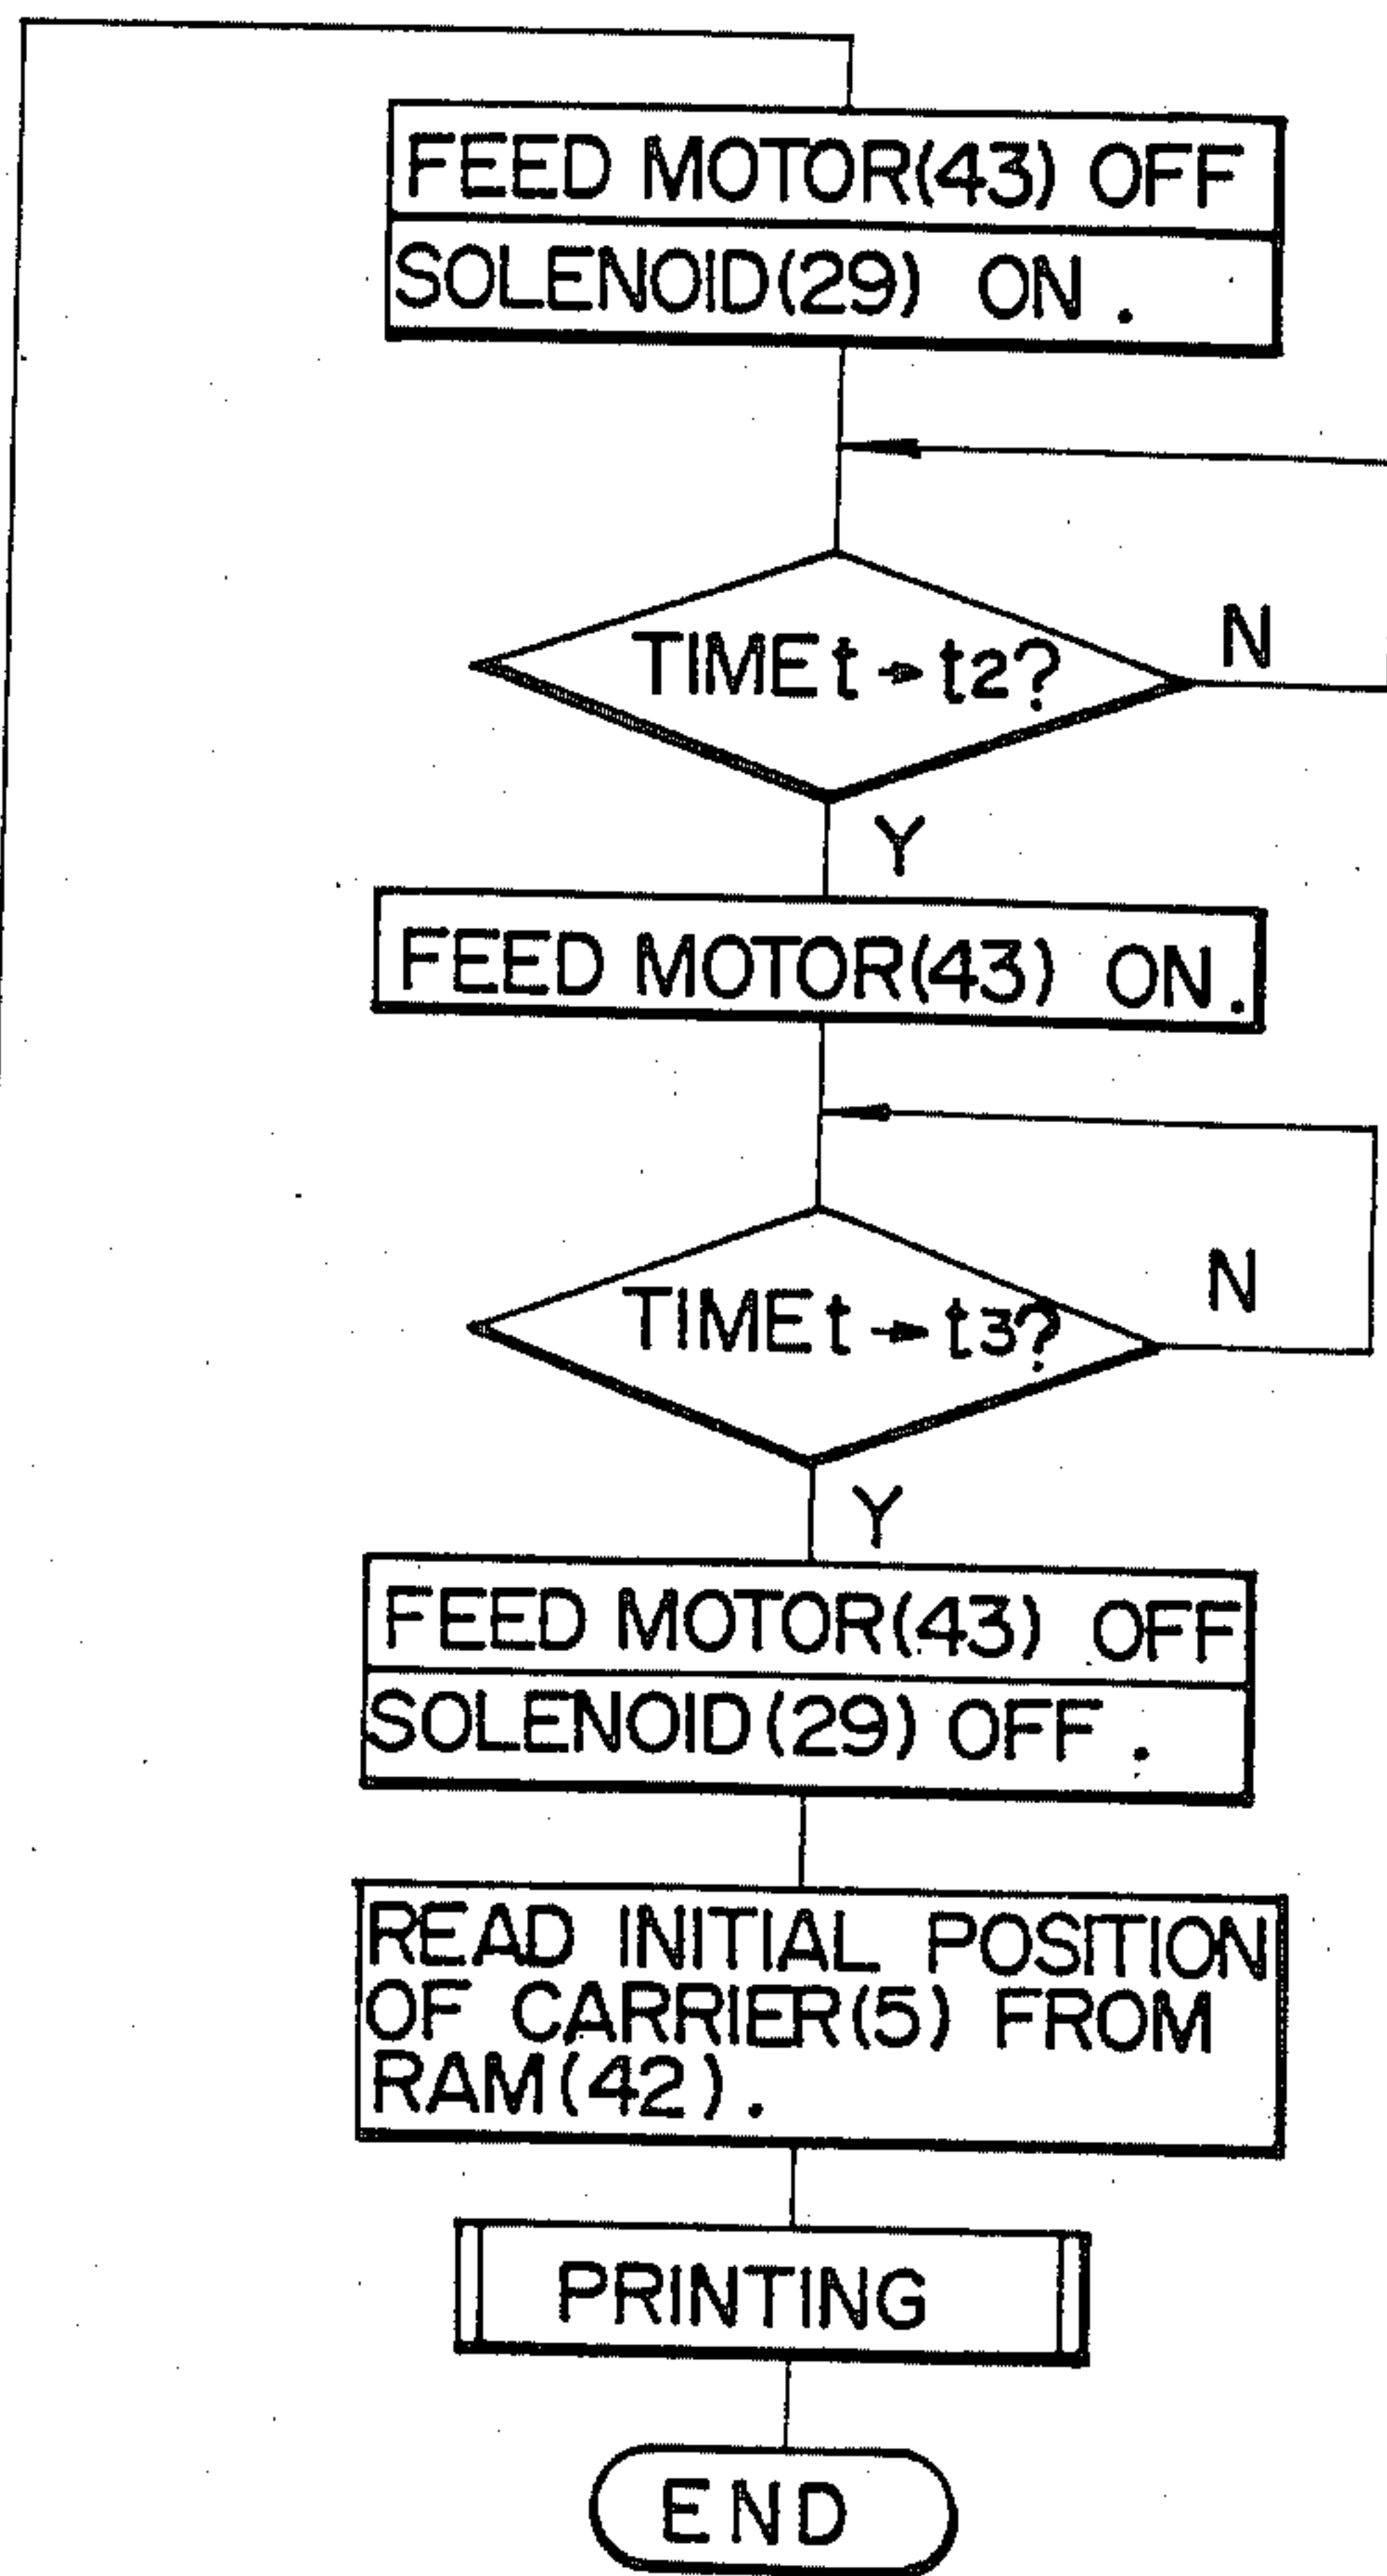 FEED MOTOR(43) OFF
SOLENOID(29) ON.
TIME t → t2?
N
Y
FEED MOTOR(43) ON.
TIME t → t3?
N
Y
FEED MOTOR(43) OFF
SOLENOID(29) OFF.
READ INITIAL POSITION
OF CARRIER(5) FROM
RAM(42).
PRINTING
END